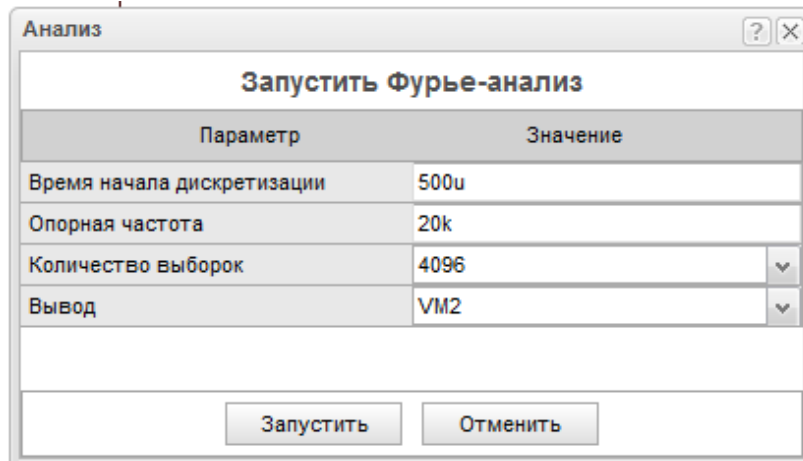 Анализ
Запустить Фурье-анализ
Параметр Значение
Время начала дискретизации 500u
Опорная частота 20k
Количество выборок 4096
Вывод VM2
Запустить Отменить